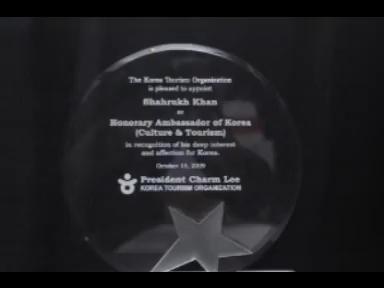 The Korea Tourism Organization
is pleased to appoint
Shahrukh Khan
as
Honorary Ambassador of Korea
(Culture & Tourism)
in recognition of his deep interest
and affection for Korea.
October 15, 2009
President Charm Lee
KOREA TOURISM ORGANIZATION